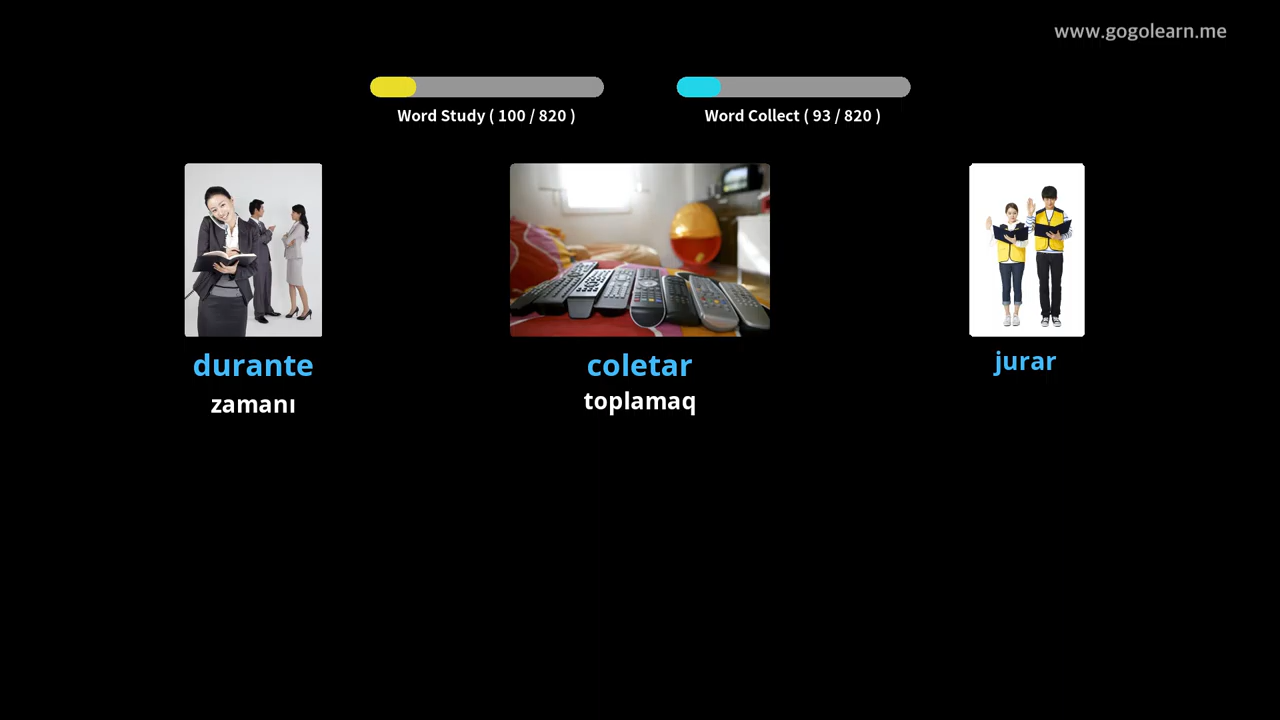 www.gogolearn.me
Word Study ( 100 / 820 )
Word Collect ( 93 / 820 )
durante
zamanı
coletar
toplamaq
jurar